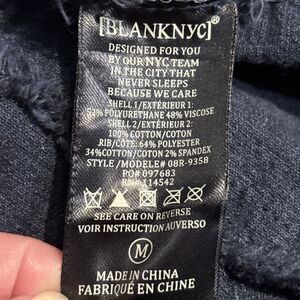 [BLANKNYC]®
DESIGNED FOR YOU
BY OUR NYC TEAM
IN THE CITY THAT
NEVER SLEEPS
BECAUSE WE CARE
SHELL 1/EXTÉRIEUR 1:
52% POLYURETHANE 48% VISCOSE
SHELL 2/EXTÉRIEUR 2:
100% COTTON/COTON
RIB/CÔTE: 64% POLYESTER
34%COTTON/COTON 2% SPANDEX
STYLE/MODELE# 08R-9358
PO# 097683
RN# 114542
SEE CARE ON REVERSE
VOIR INSTRUCTION AUVERSO
M
MADE IN CHINA
FABRIQUÉ EN CHINE